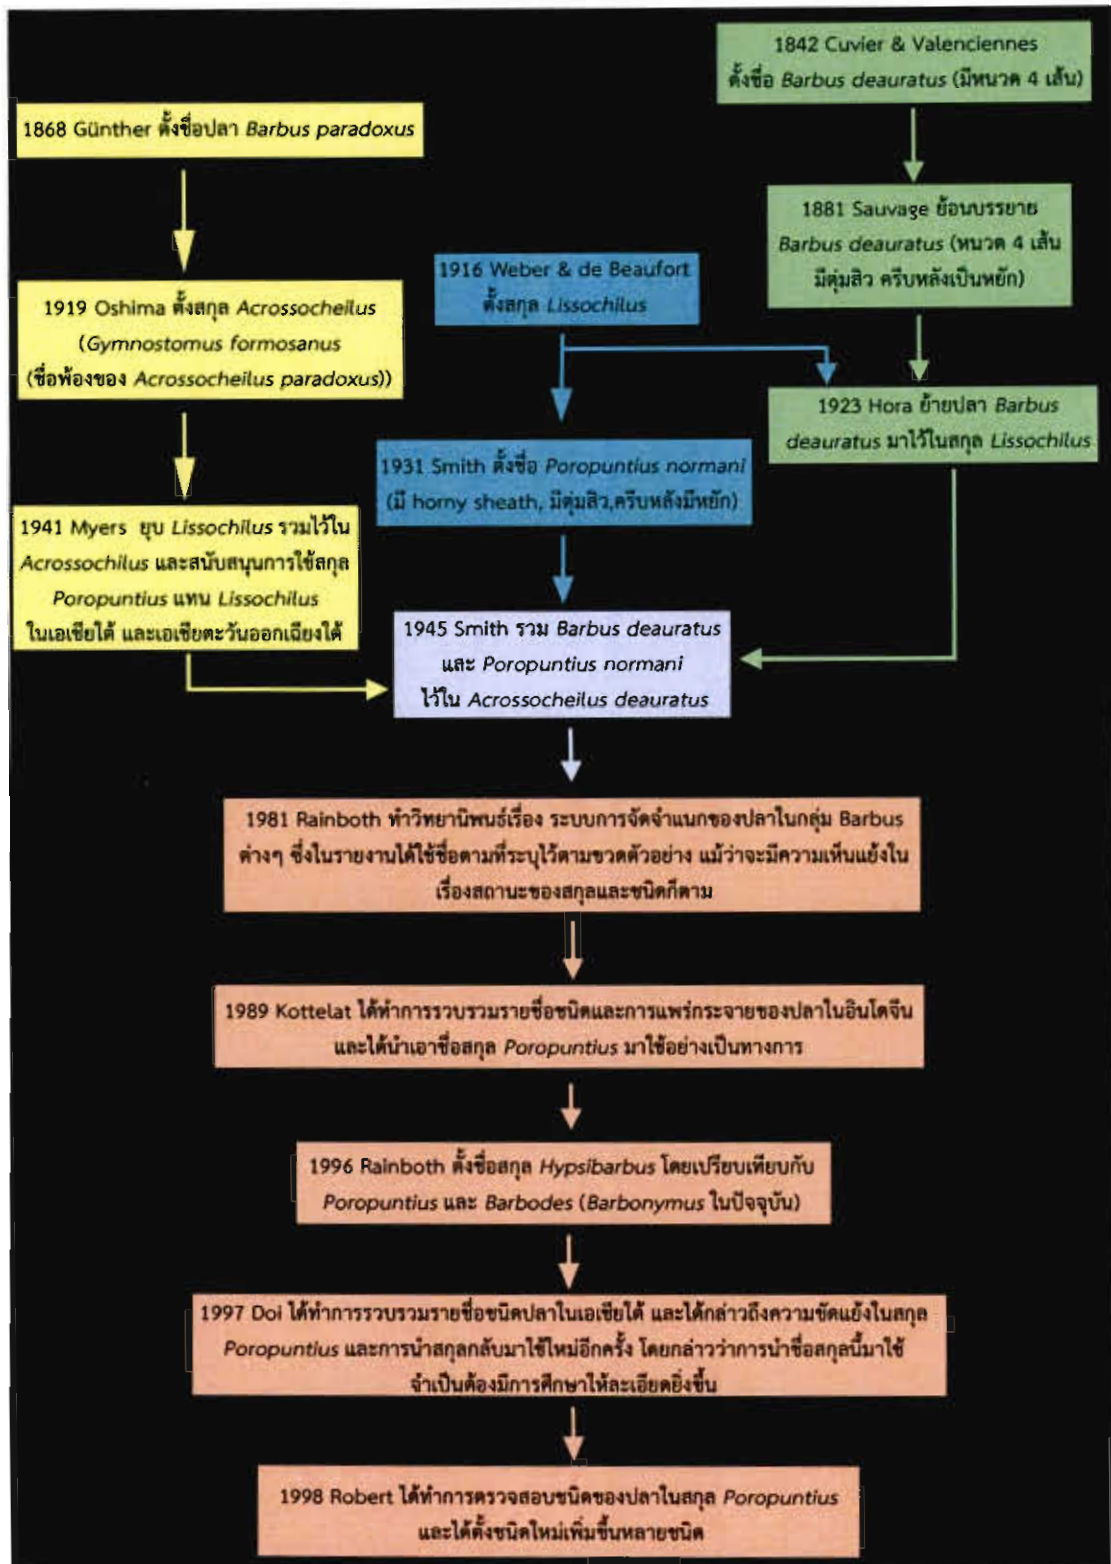 1842 Cuvier & Valenciennes
ตั้งชื่อ Barbus deauratus (มีหนวด 4 เส้น)
1868 Günther ตั้งชื่อปลา Barbus paradoxus
1881 Sauvage ย้อนบรรยาย
Barbus deauratus (หนวด 4 เส้น
มีตุ่มสิว ครีบหลังเป็นหยัก)
1916 Weber & de Beaufort
ตั้งสกุล Lissochilus
1919 Oshima ตั้งสกุล Acrossocheilus
(Gymnostomus formosanus
(ชื่อพ้องของ Acrossocheilus paradoxus))
1923 Hora ย้ายปลา Barbus
deauratus มาไว้ในสกุล Lissochilus
1931 Smith ตั้งชื่อ Poropuntius normani
(มี horny sheath, มีตุ่มสิว,ครีบหลังมีหยัก)
1941 Myers ยุบ Lissochilus รวมไว้ใน
Acrossochilus และสนับสนุนการใช้สกุล
Poropuntius แทน Lissochilus
ในเอเชียใต้ และเอเชียตะวันออกเฉียงใต้
1945 Smith รวม Barbus deauratus
และ Poropuntius normani
ไว้ใน Acrossocheilus deauratus
1981 Rainboth ทำวิทยานิพนธ์เรื่อง ระบบการจัดจำแนกของปลาในกลุ่ม Barbus
ต่างๆ ซึ่งในรายงานได้ใช้ชื่อตามที่ระบุไว้ตามขวดตัวอย่าง แม้ว่าจะมีความเห็นแย้งใน
เรื่องสถานะของสกุลและชนิดก็ตาม
1989 Kottelat ได้ทำการรวบรวมรายชื่อชนิดและการแพร่กระจายของปลาในอินโดจีน
และได้นำเอาชื่อสกุล Poropuntius มาใช้อย่างเป็นทางการ
1996 Rainboth ตั้งชื่อสกุล Hypsibarbus โดยเปรียบเทียบกับ
Poropuntius และ Barbodes (Barbonymus ในปัจจุบัน)
1997 Doi ได้ทำการรวบรวมรายชื่อชนิดปลาในเอเชียใต้ และได้กล่าวถึงความขัดแย้งในสกุล
Poropuntius และการนำสกุลกลับมาใช้ใหม่อีกครั้ง โดยกล่าวว่าการนำชื่อสกุลนี้มาใช้
จำเป็นต้องมีการศึกษาให้ละเอียดยิ่งขึ้น
1998 Robert ได้ทำการตรวจสอบชนิดของปลาในสกุล Poropuntius
และได้ตั้งชนิดใหม่เพิ่มขึ้นหลายชนิด